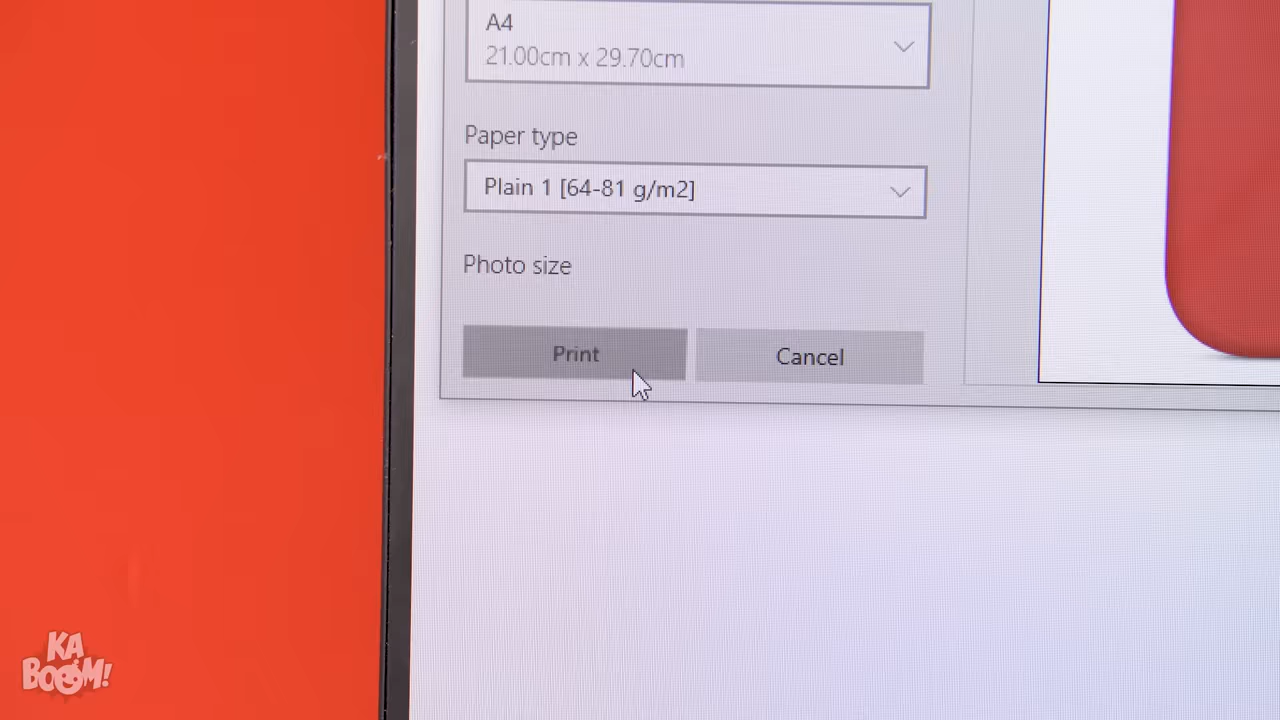 A4
21.00cm x 29.70cm
Paper type
Plain 1 [64-81 g/m2]
Photo size
Print
Cancel
KA
BOOM!